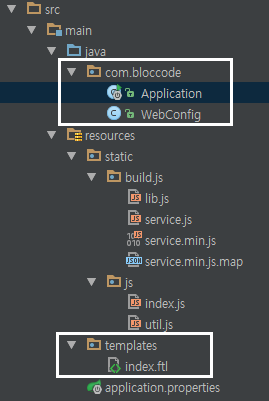 src
main
java
com.bloccode
Application
WebConfig
resources
static
build.js
lib.js
service.js
service.min.js
service.min.js.map
js
index.js
util.js
templates
index.ftl
application.properties